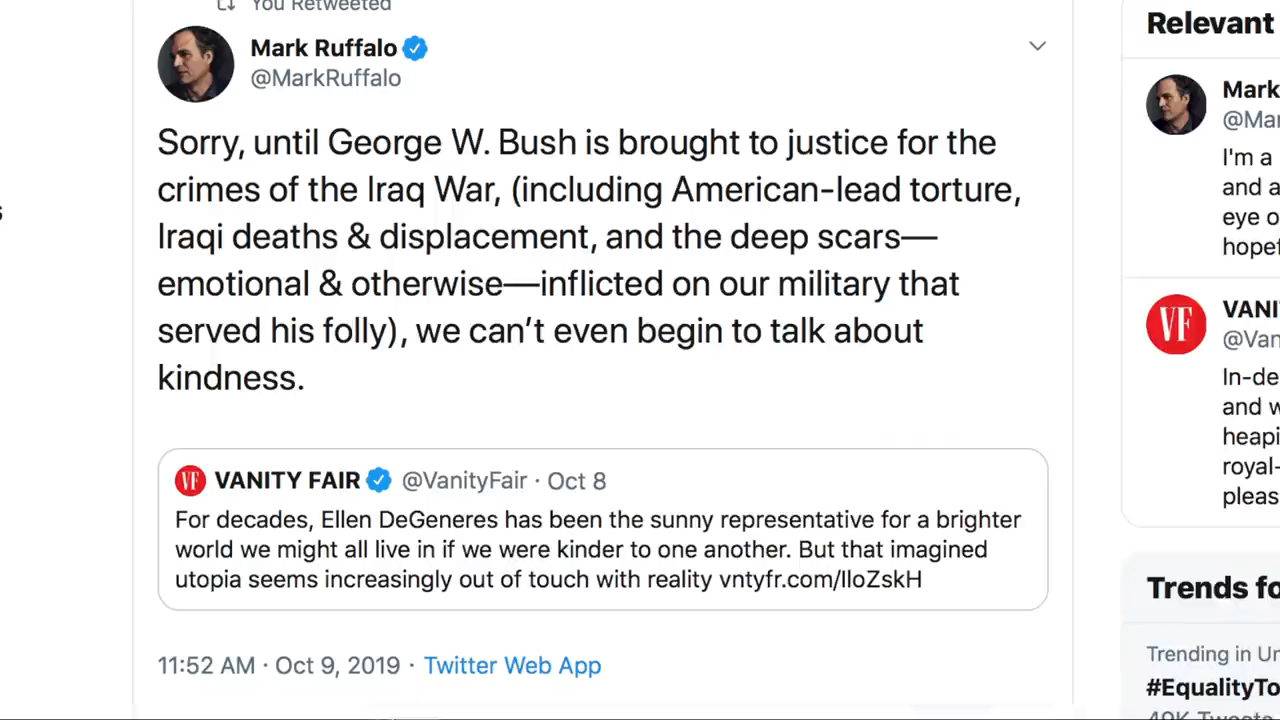 You Retweeted
Mark Ruffalo
@MarkRuffalo
Sorry, until George W. Bush is brought to justice for the
crimes of the Iraq War, (including American-lead torture,
Iraqi deaths & displacement, and the deep scars—
emotional & otherwise—inflicted on our military that
served his folly), we can’t even begin to talk about
kindness.
VF VANITY FAIR @VanityFair · Oct 8
For decades, Ellen DeGeneres has been the sunny representative for a brighter
world we might all live in if we were kinder to one another. But that imagined
utopia seems increasingly out of touch with reality vntyfr.com/lIoZskH
11:52 AM · Oct 9, 2019 · Twitter Web App
Relevant
Mark
@Mar
I'm a
and a
eye o
hopef
VF
VANI
@Van
In-de
and w
heapi
royal-
pleas
Trends fo
Trending in Un
#EqualityTo
49K Tweets